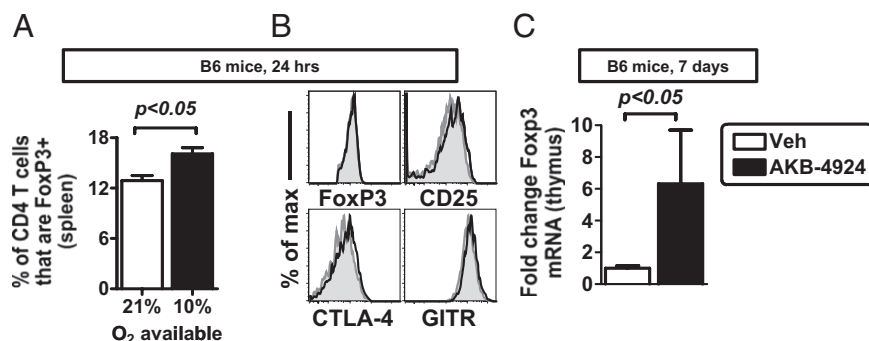 A
B
C
B6 mice, 24 hrs
B6 mice, 7 days
p<0.05
% of CD4 T cells
that are FoxP3+
(spleen)
18
12
6
0
21% 10%
O₂ available
% of max
FoxP3
CD25
CTLA-4
GITR
p<0.05
Fold change Foxp3
mRNA (thymus)
10
8
6
4
2
0
Veh
AKB-4924